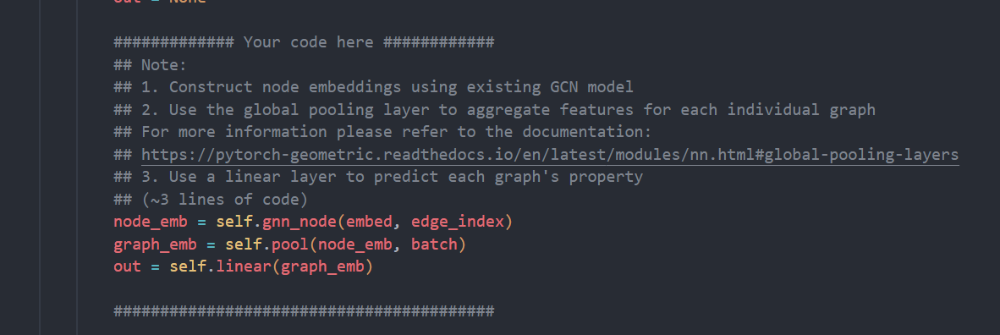 out = None
############# Your code here ############
## Note:
## 1. Construct node embeddings using existing GCN model
## 2. Use the global pooling layer to aggregate features for each individual graph
## For more information please refer to the documentation:
## https://pytorch-geometric.readthedocs.io/en/latest/modules/nn.html#global-pooling-layers
## 3. Use a linear layer to predict each graph's property
## (~3 lines of code)
node_emb = self.gnn_node(embed, edge_index)
graph_emb = self.pool(node_emb, batch)
out = self.linear(graph_emb)
#########################################